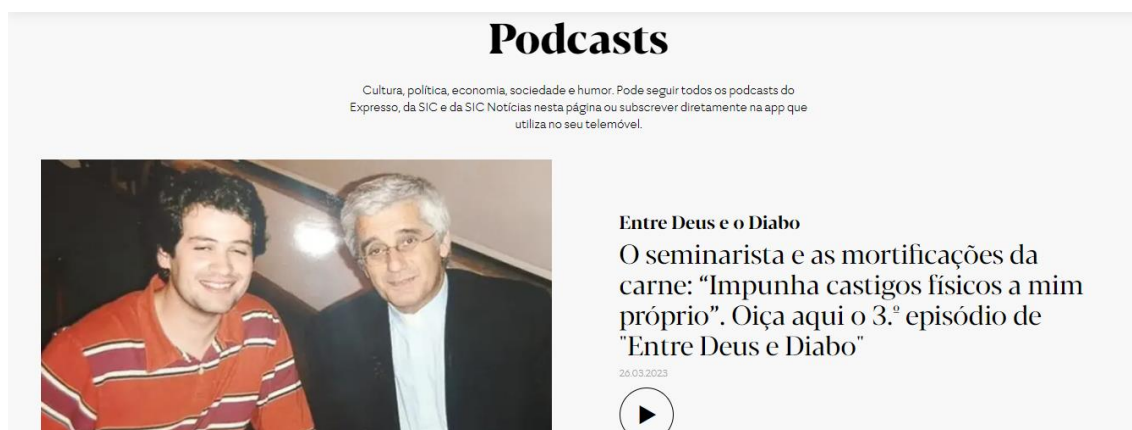 Podcasts
Cultura, política, economia, sociedade e humor. Pode seguir todos os podcasts do
Expresso, da SIC e da SIC Notícias nesta página ou subscrever diretamente na app que
utiliza no seu telemóvel.
Entre Deus e o Diabo
O seminarista e as mortificações da
carne: “Impunha castigos físicos a mim
próprio”. Oiça aqui o 3.º episódio de
"Entre Deus e Diabo"
26.03.2023